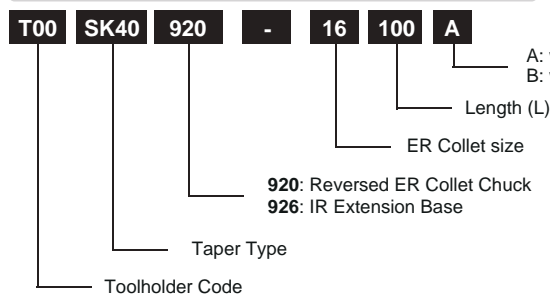 T00 SK40 920 - 16 100 A
A:
B:
Length (L)
ER Collet size
920: Reversed ER Collet Chuck
926: IR Extension Base
Taper Type
Toolholder Code